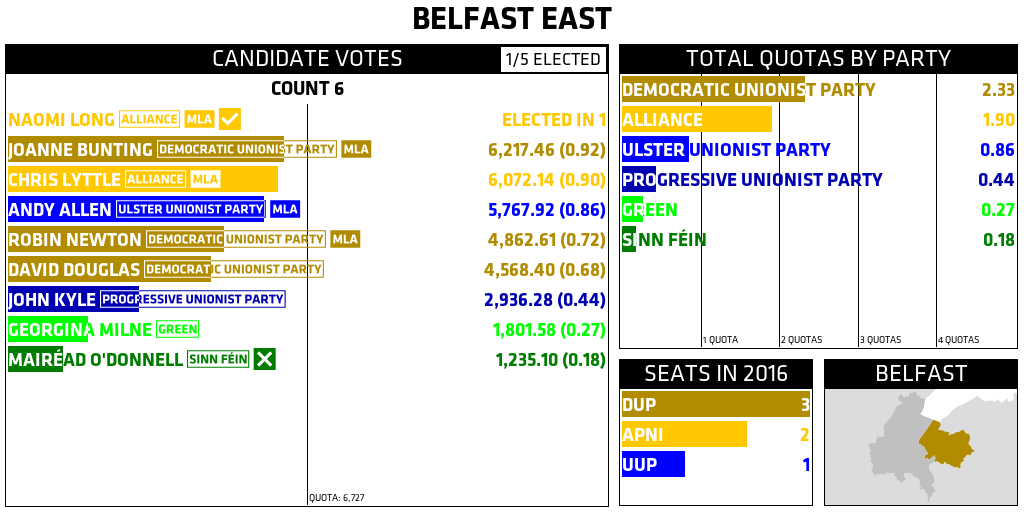 BELFAST EAST
CANDIDATE VOTES 1/5 ELECTED
COUNT 6
NAOMI LONG ALLIANCE MLA ELECTED IN 1
JOANNE BUNTING DEMOCRATIC UNIONIST PARTY MLA 6,217.46 (0.92)
CHRIS LYTTLE ALLIANCE MLA 6,072.14 (0.90)
ANDY ALLEN ULSTER UNIONIST PARTY MLA 5,767.92 (0.86)
ROBIN NEWTON DEMOCRATIC UNIONIST PARTY MLA 4,862.61 (0.72)
DAVID DOUGLAS DEMOCRATIC UNIONIST PARTY 4,568.40 (0.68)
JOHN KYLE PROGRESSIVE UNIONIST PARTY 2,936.28 (0.44)
GEORGINA MILNE GREEN 1,801.58 (0.27)
MAIRÉAD O'DONNELL SINN FÉIN 1,235.10 (0.18)
QUOTA: 6,727
TOTAL QUOTAS BY PARTY
DEMOCRATIC UNIONIST PARTY 2.33
ALLIANCE 1.90
ULSTER UNIONIST PARTY 0.86
PROGRESSIVE UNIONIST PARTY 0.44
GREEN 0.27
SINN FÉIN 0.18
1 QUOTA 2 QUOTAS 3 QUOTAS 4 QUOTAS
SEATS IN 2016
DUP 3
APNI 2
UUP 1
BELFAST